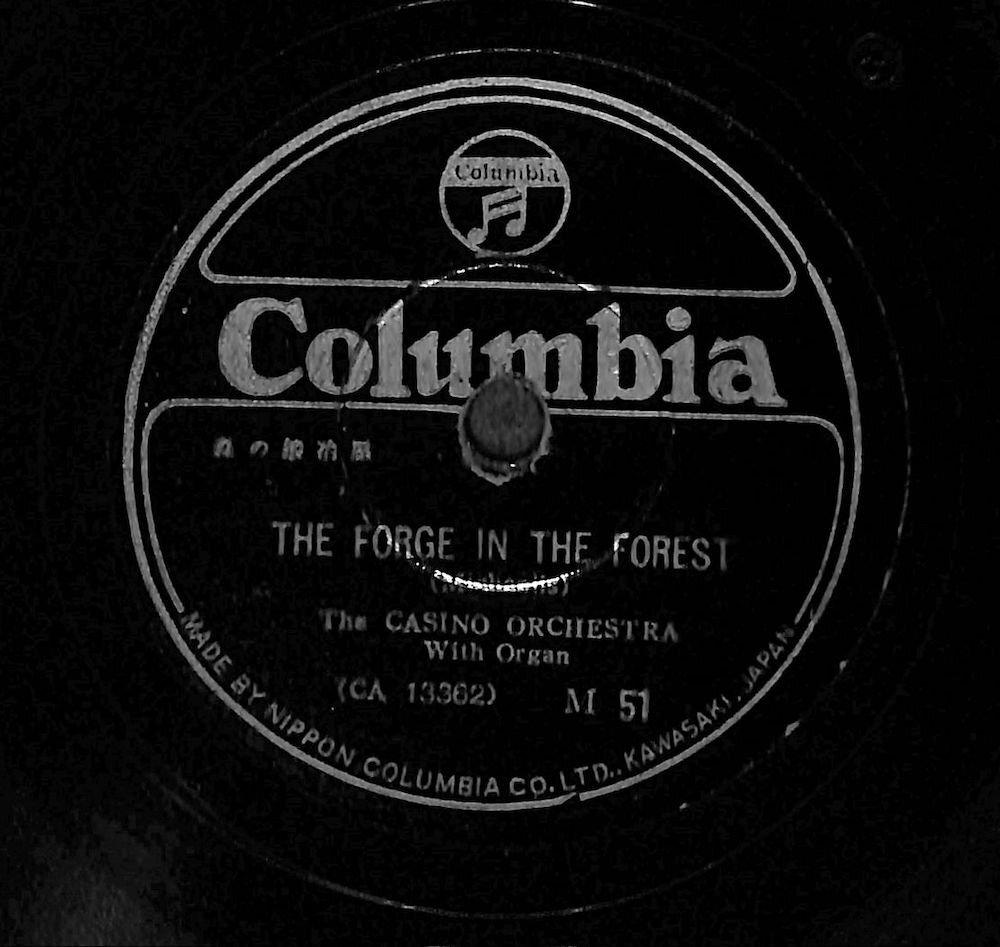 Columbia
Columbia
森の鍛冶屋
THE FORGE IN THE FOREST
(Michaelis)
The CASINO ORCHESTRA
With Organ
(CA 13362) M 51
MADE BY NIPPON COLUMBIA CO. LTD., KAWASAKI, JAPAN